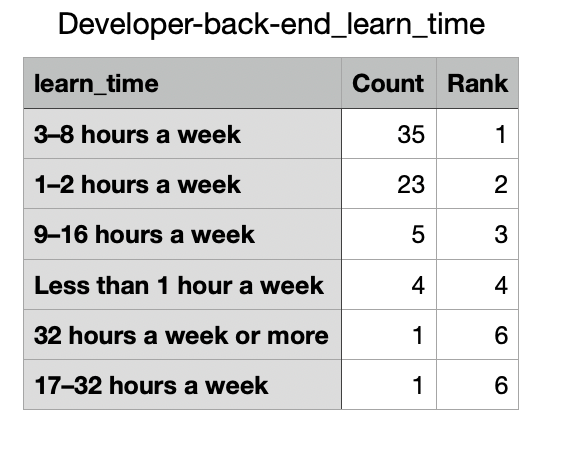 Developer-back-end_learn_time
learn_time Count Rank
3–8 hours a week 35 1
1–2 hours a week 23 2
9–16 hours a week 5 3
Less than 1 hour a week 4 4
32 hours a week or more 1 6
17–32 hours a week 1 6